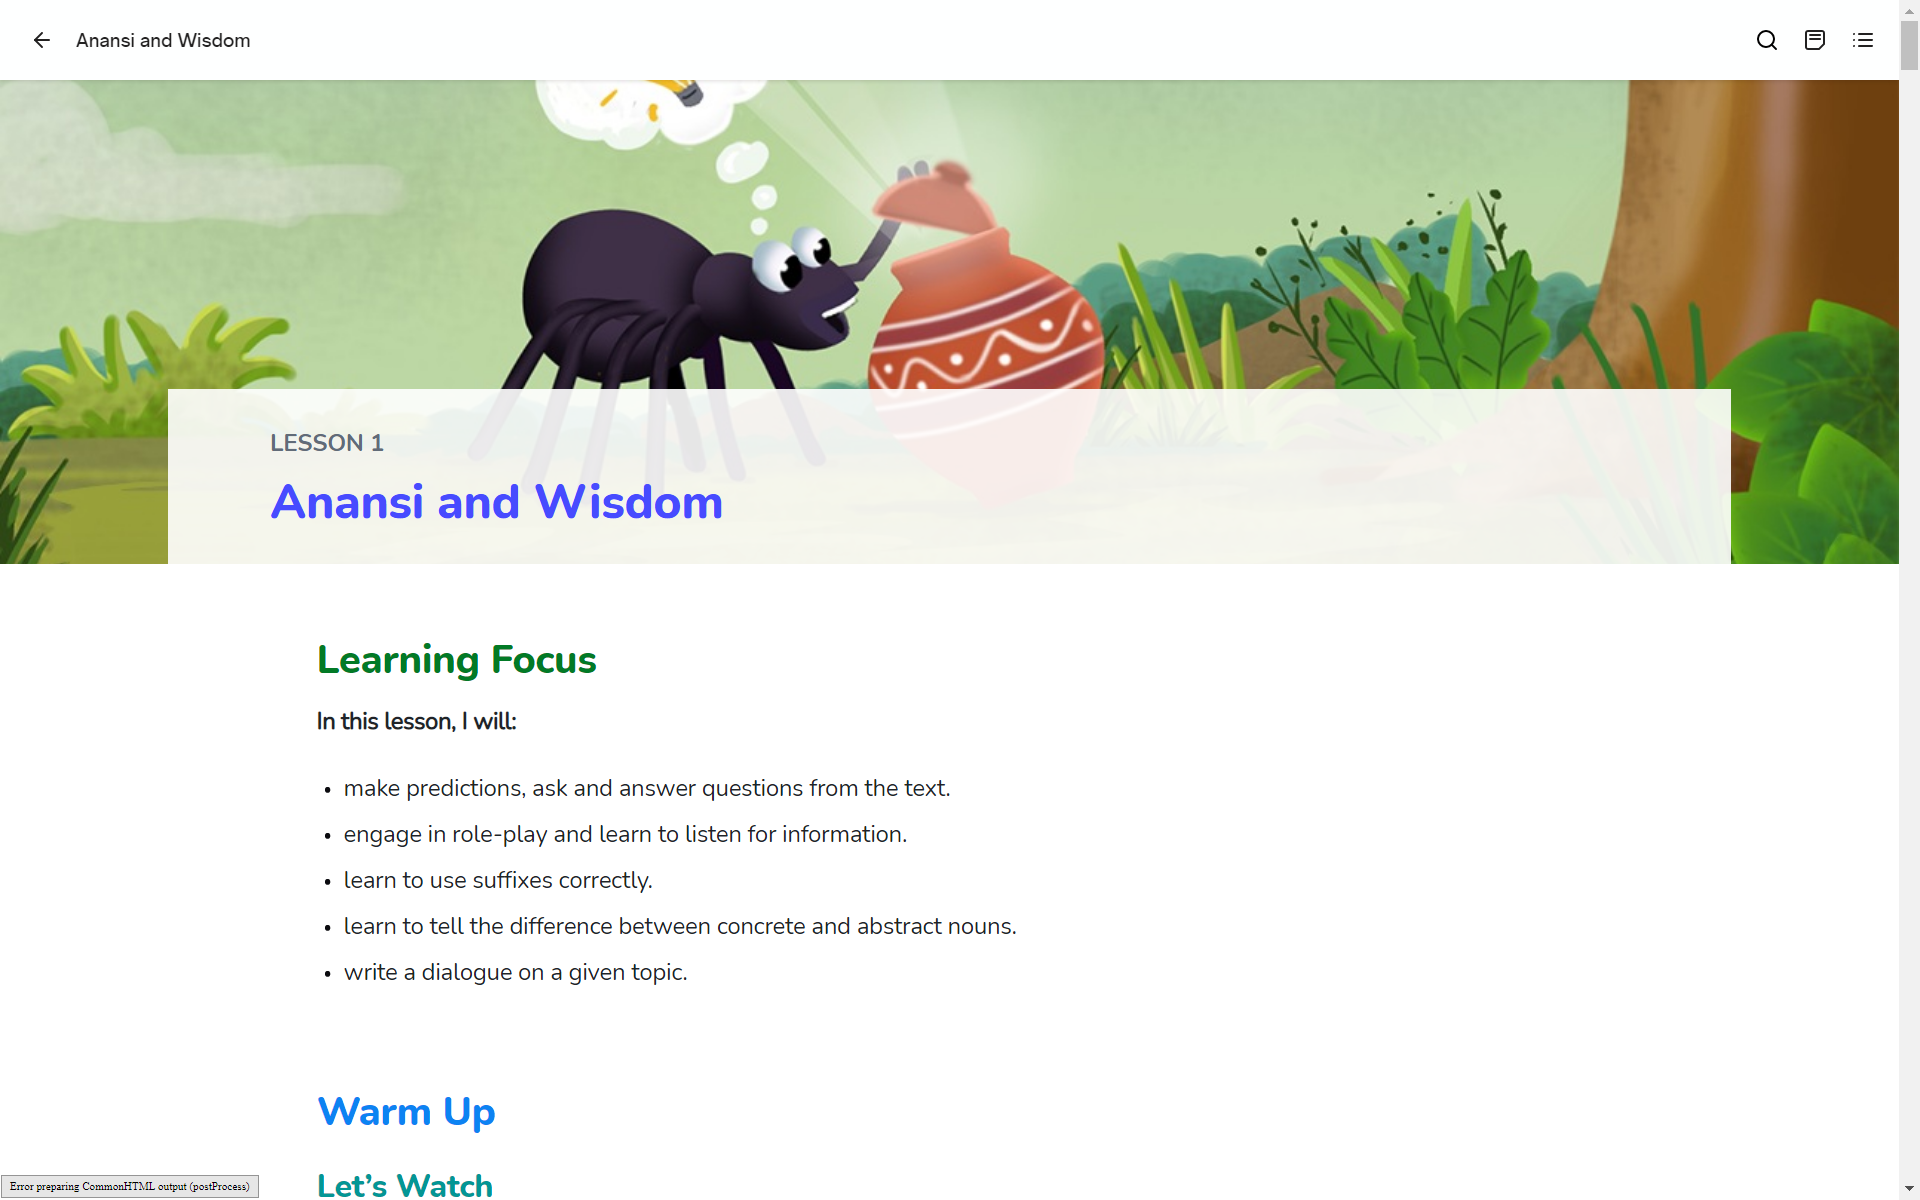 Anansi and Wisdom
LESSON 1
Anansi and Wisdom
Learning Focus
In this lesson, I will:
• make predictions, ask and answer questions from the text.
• engage in role-play and learn to listen for information.
• learn to use suffixes correctly.
• learn to tell the difference between concrete and abstract nouns.
• write a dialogue on a given topic.
Warm Up
Let’s Watch
Error preparing CommonHTML output (postProcess)